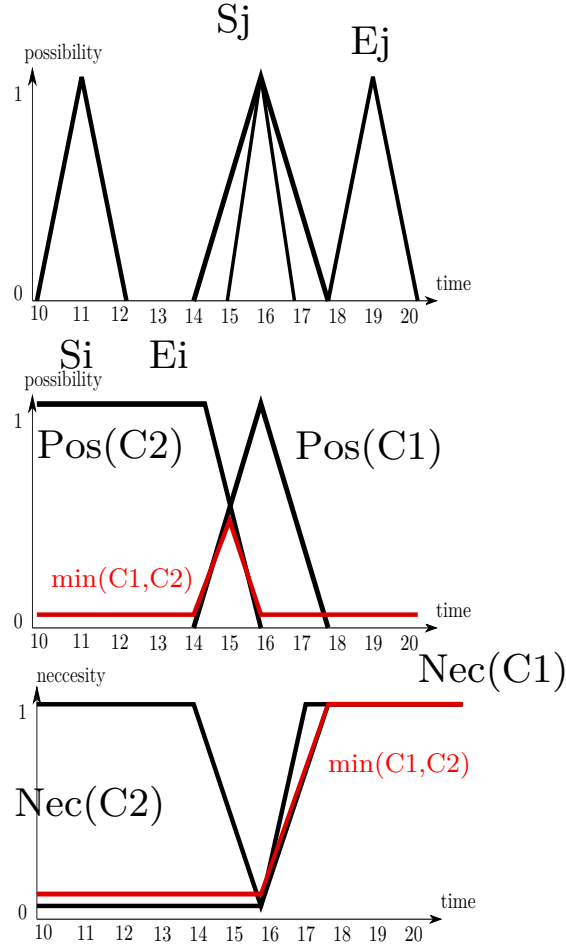 Sj
Ej
possibility
1
0
time
10 11 12 13 14 15 16 17 18 19 20
Si Ei
possibility
1
Pos(C2) Pos(C1)
min(C1,C2)
0
time
10 11 12 13 14 15 16 17 18 19 20
Nec(C1)
neccesity
1
min(C1,C2)
Nec(C2)
0
time
10 11 12 13 14 15 16 17 18 19 20